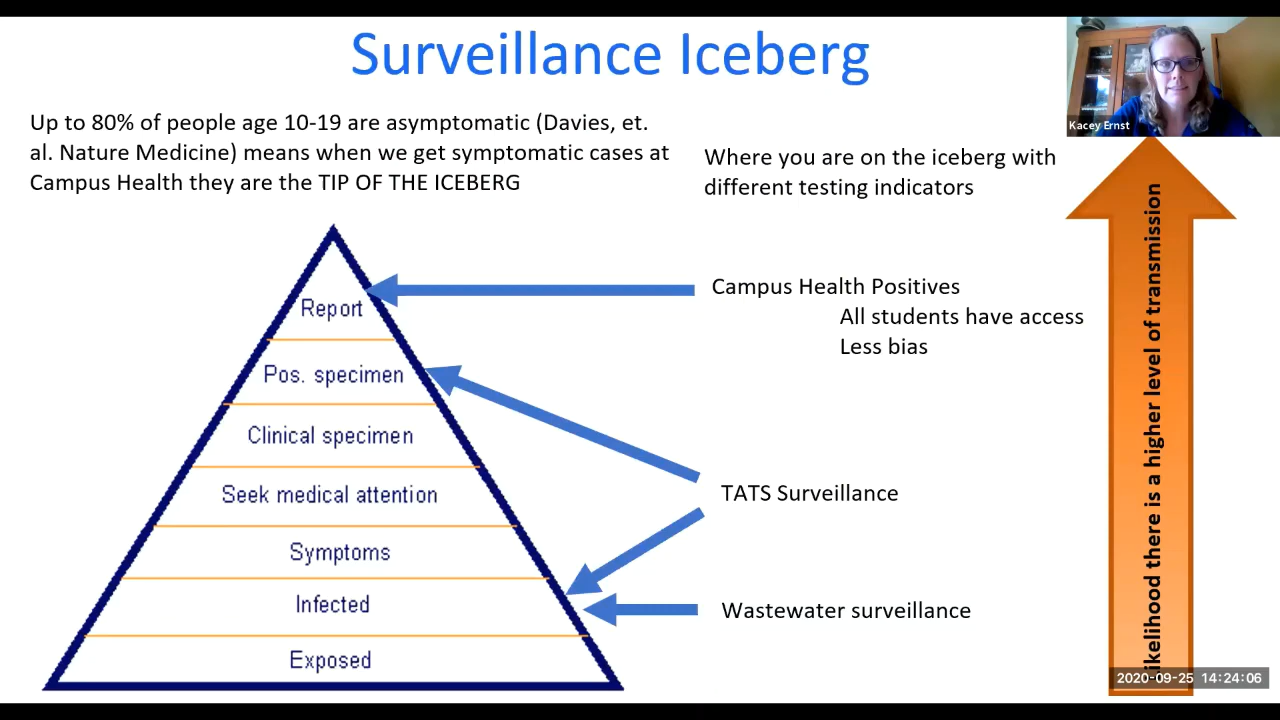 Surveillance Iceberg
Up to 80% of people age 10-19 are asymptomatic (Davies, et.
al. Nature Medicine) means when we get symptomatic cases at
Campus Health they are the TIP OF THE ICEBERG
Kacey Ernst
Where you are on the iceberg with
different testing indicators
Report
Pos. specimen
Clinical specimen
Seek medical attention
Symptoms
Infected
Exposed
Campus Health Positives
All students have access
Less bias
TATS Surveillance
Wastewater surveillance
Likelihood there is a higher level of transmission
2020-09-25 14:24:06